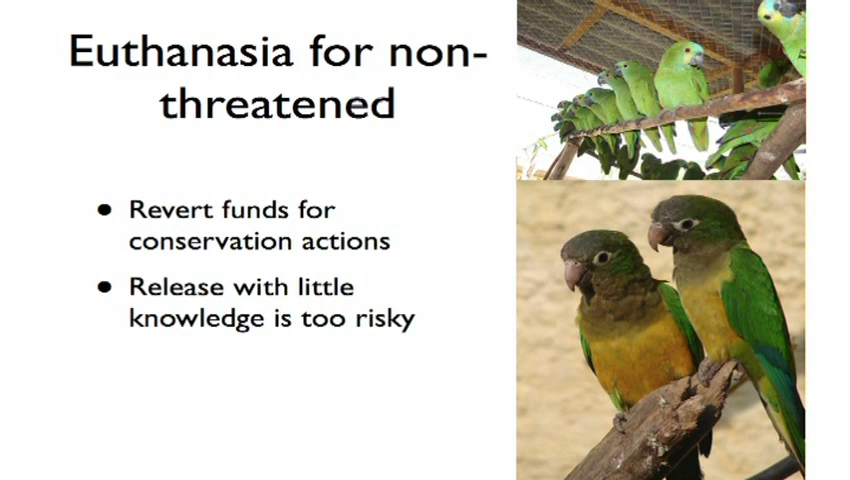 Euthanasia for non-
threatened
• Revert funds for
conservation actions
• Release with little
knowledge is too risky